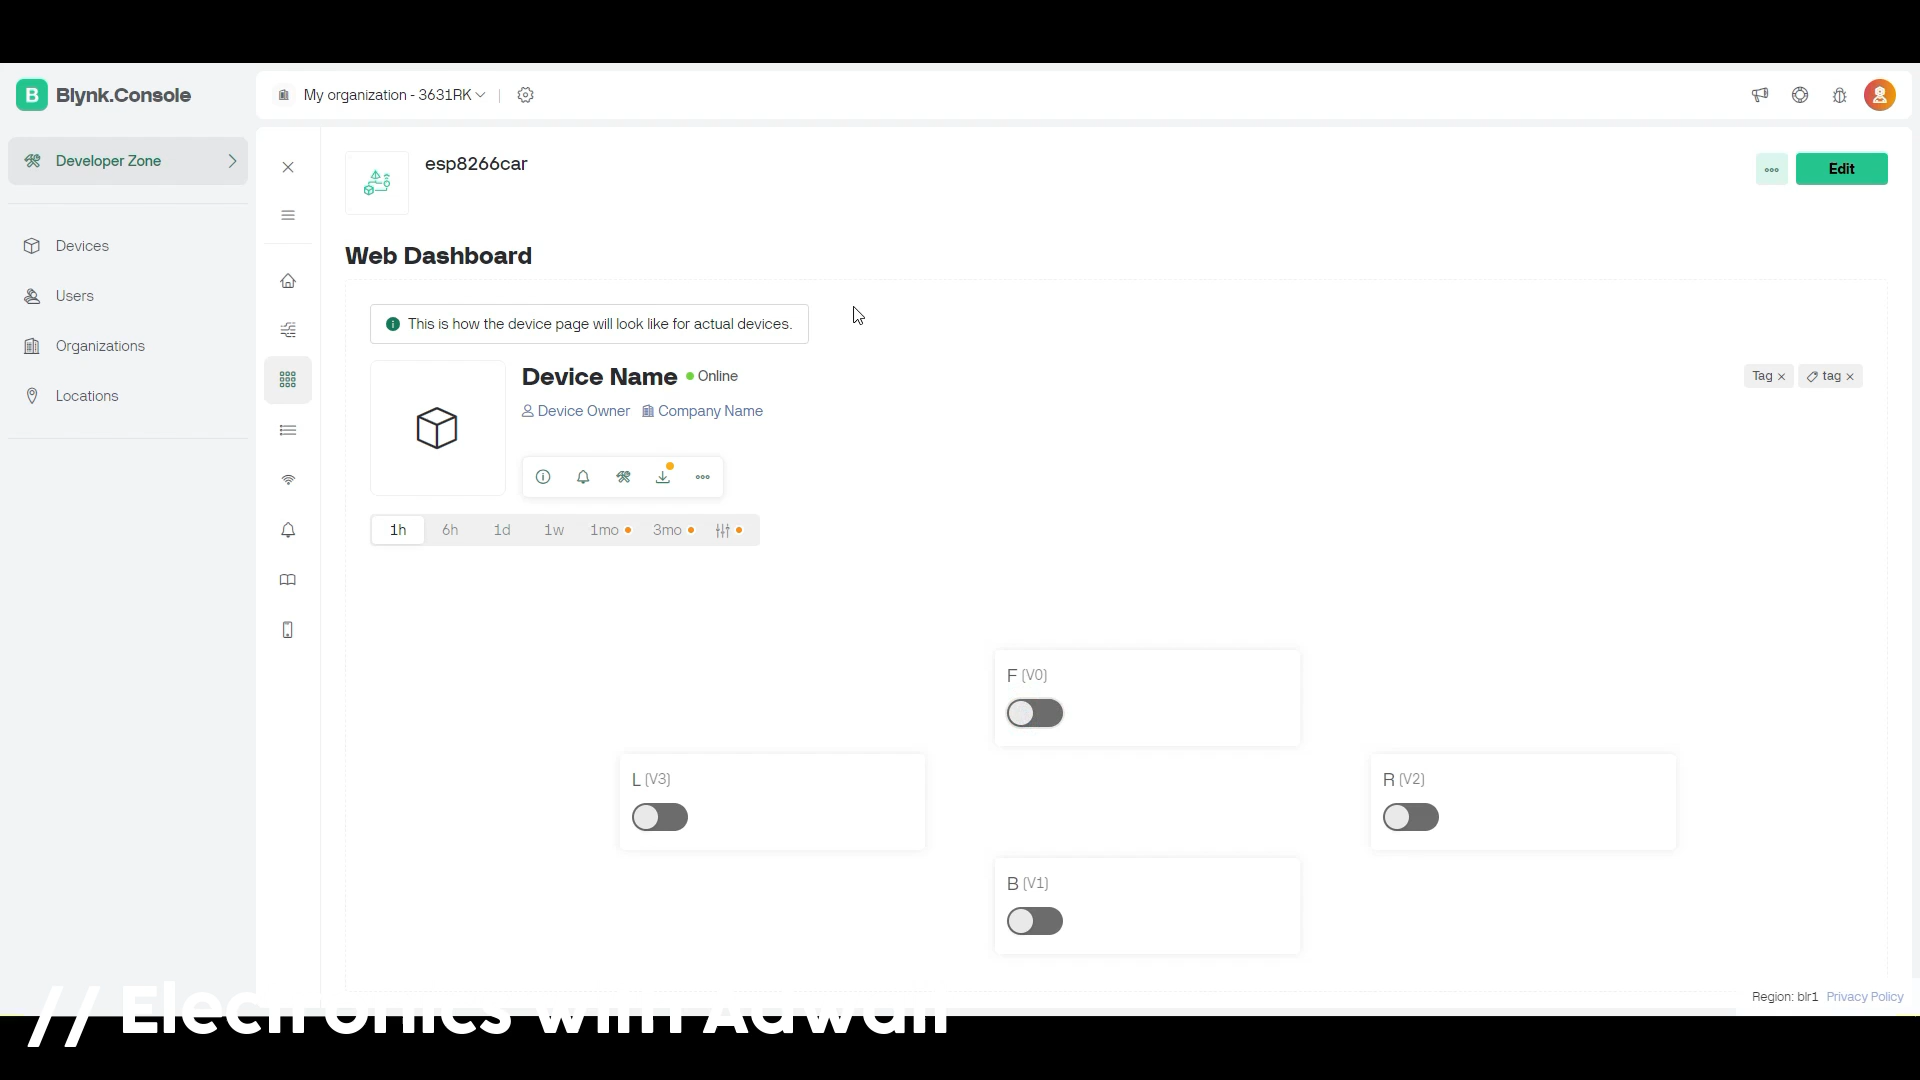 B Blynk.Console
My organization - 3631RK
Developer Zone
Devices
Users
Organizations
Locations
esp8266car
Edit
Web Dashboard
This is how the device page will look like for actual devices.
Device Name Online
Tag × tag ×
Device Owner Company Name
1h 6h 1d 1w 1mo 3mo
F (V0)
L (V3)
R (V2)
B (V1)
Region: blr1 Privacy Policy
// Electronics with